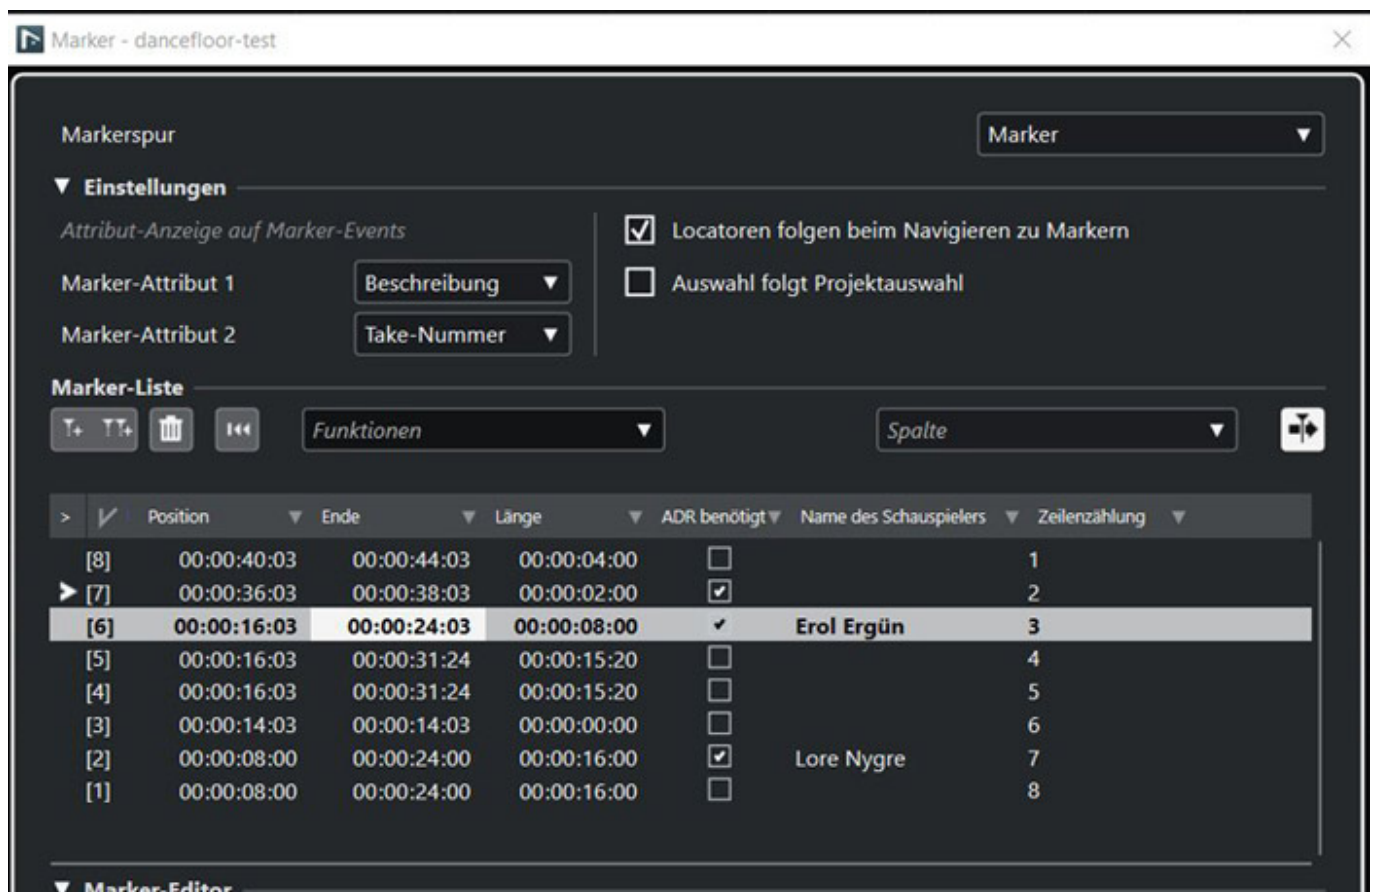 Marker - dancefloor-test
Markerspur Marker
Einstellungen
Attribut-Anzeige auf Marker-Events
Locatoren folgen beim Navigieren zu Markern
Marker-Attribut 1 Beschreibung
Auswahl folgt Projektauswahl
Marker-Attribut 2 Take-Nummer
Marker-Liste
Funktionen Spalte
> Position Ende Länge ADR benötigt Name des Schauspielers Zeilenzählung
[8] 00:00:40:03 00:00:44:03 00:00:04:00 1
[7] 00:00:36:03 00:00:38:03 00:00:02:00 2
[6] 00:00:16:03 00:00:24:03 00:00:08:00 Erol Ergün 3
[5] 00:00:16:03 00:00:31:24 00:00:15:20 4
[4] 00:00:16:03 00:00:31:24 00:00:15:20 5
[3] 00:00:14:03 00:00:14:03 00:00:00:00 6
[2] 00:00:08:00 00:00:24:00 00:00:16:00 Lore Nygre 7
[1] 00:00:08:00 00:00:24:00 00:00:16:00 8
Marker-Editor